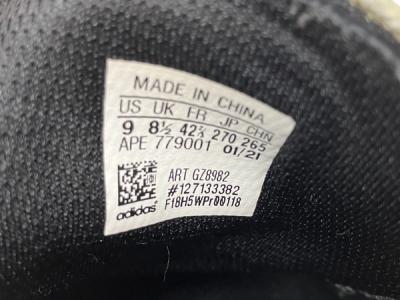 MADE IN CHINA
US UK FR JP CHN
9 8½ 42⅔ 270 265
APE 779001 01/21
ART GZ8982
#127133382
F18H5WPr00118
adidas